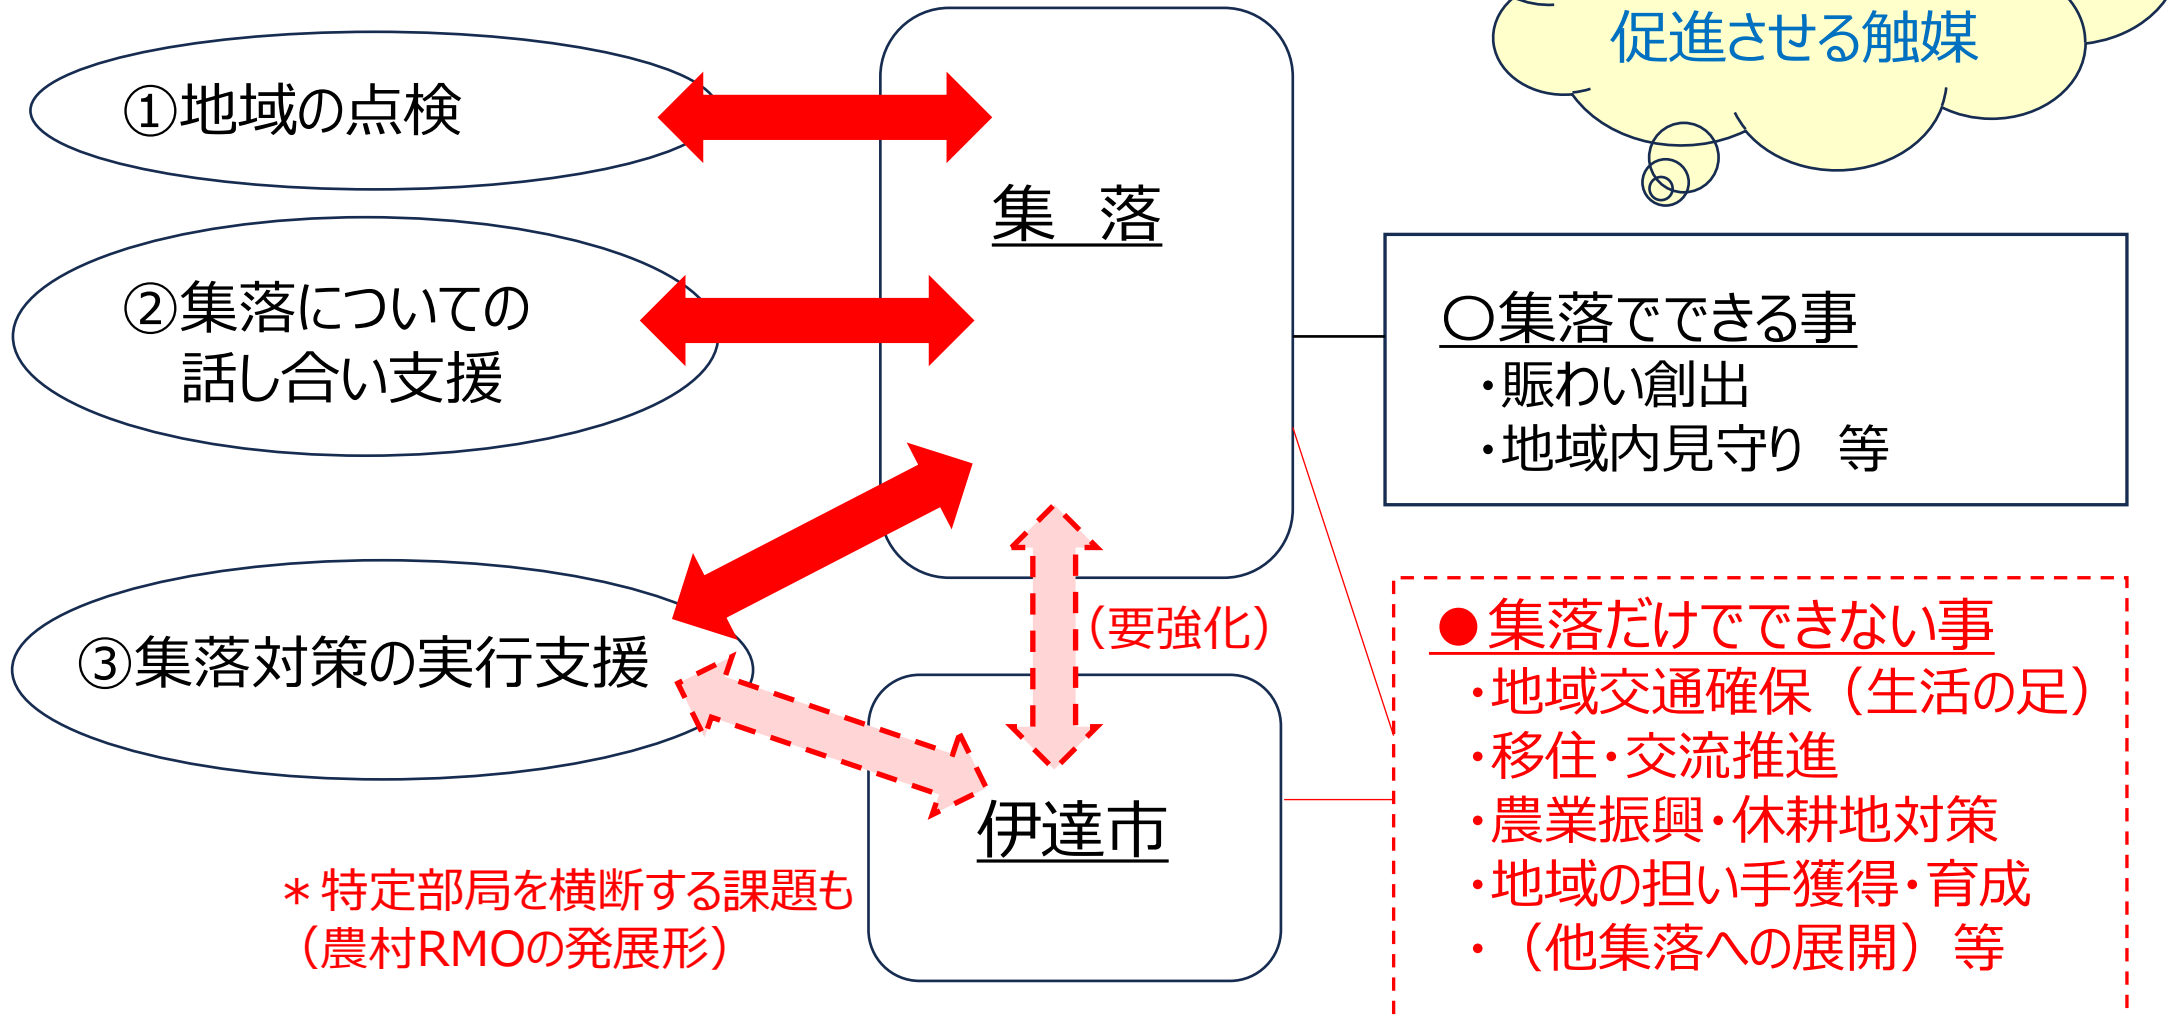 促進させる触媒
①地域の点検
②集落についての
話し合い支援
③集落対策の実行支援
＊特定部局を横断する課題も
（農村RMOの発展形）
集　落
（要強化）
伊達市
〇集落でできる事
・賑わい創出
・地域内見守り　等
●集落だけでできない事
・地域交通確保（生活の足）
・移住・交流推進
・農業振興・休耕地対策
・地域の担い手獲得・育成
・（他集落への展開）等